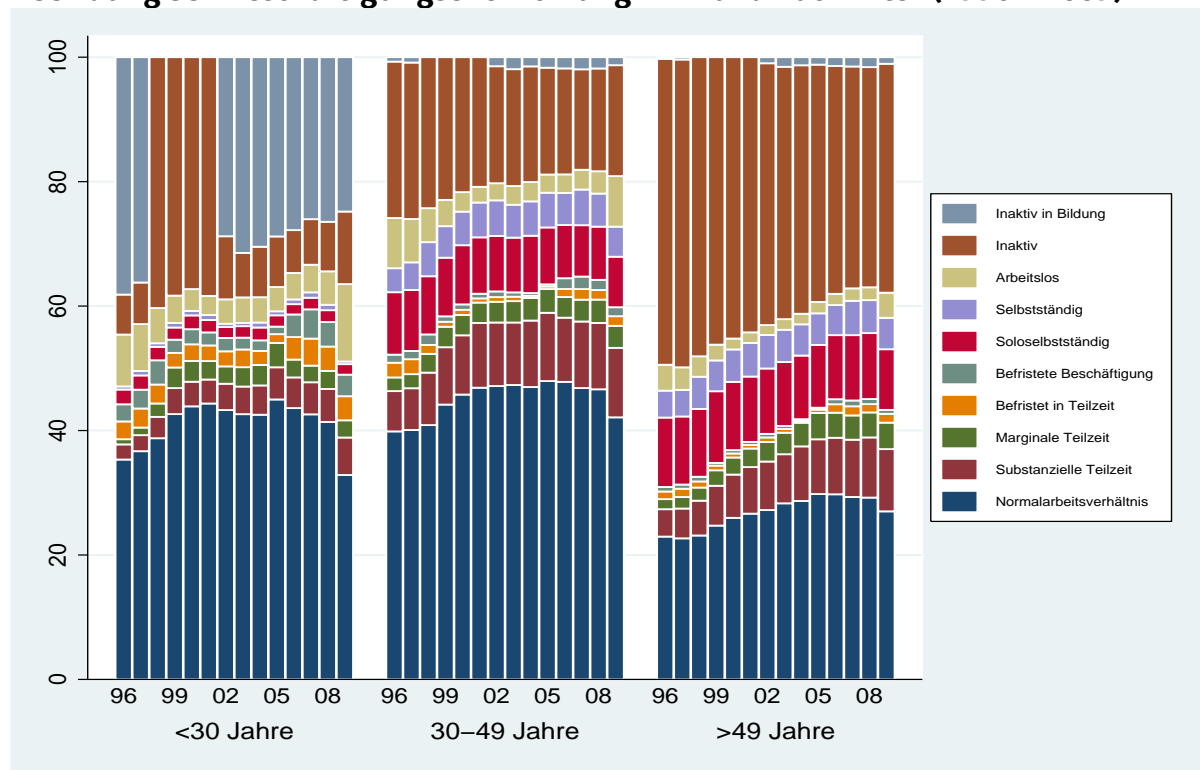 100
80
60
40
20
0
96 99 02 05 08 96 99 02 05 08 96 99 02 05 08
<30 Jahre 30–49 Jahre >49 Jahre
Inaktiv in Bildung
Inaktiv
Arbeitslos
Selbstständig
Soloselbstständig
Befristete Beschäftigung
Befristet in Teilzeit
Marginale Teilzeit
Substanzielle Teilzeit
Normalarbeitsverhältnis